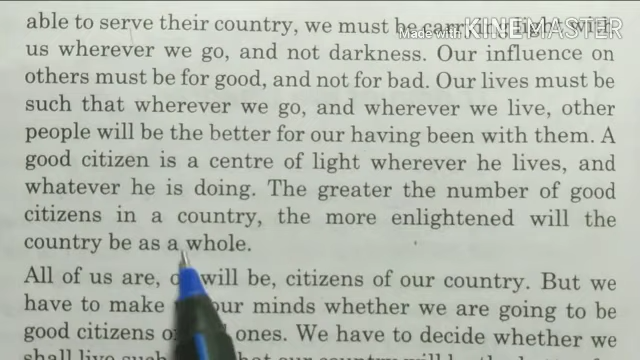 Made with KINEMASTER
able to serve their country, we must be carrying light with
us wherever we go, and not darkness. Our influence on
others must be for good, and not for bad. Our lives must be
such that wherever we go, and wherever we live, other
people will be the better for our having been with them. A
good citizen is a centre of light wherever he lives, and
whatever he is doing. The greater the number of good
citizens in a country, the more enlightened will the
country be as a whole.
All of us are, or will be, citizens of our country. But we
have to make our minds whether we are going to be
good citizens ones. We have to decide whether we
shall live